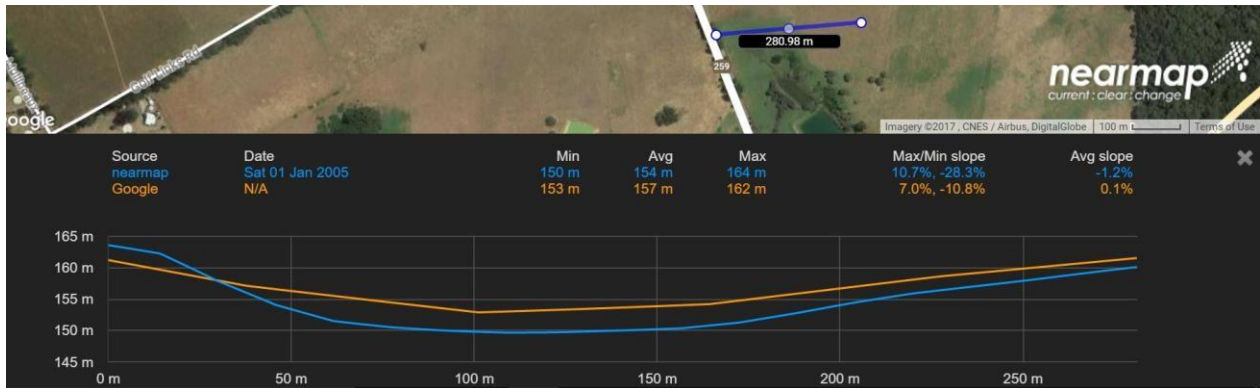 280.98 m
Gulf Links Rd
259
nearmap
current : clear : change
oogle
Imagery ©2017 , CNES / Airbus, DigitalGlobe 100 m Terms of Use
Source Date Min Avg Max Max/Min slope Avg slope
nearmap Sat 01 Jan 2005 150 m 154 m 164 m 10.7%, -28.3% -1.2%
Google N/A 153 m 157 m 162 m 7.0%, -10.8% 0.1%
165 m
160 m
155 m
150 m
145 m
0 m 50 m 100 m 150 m 200 m 250 m